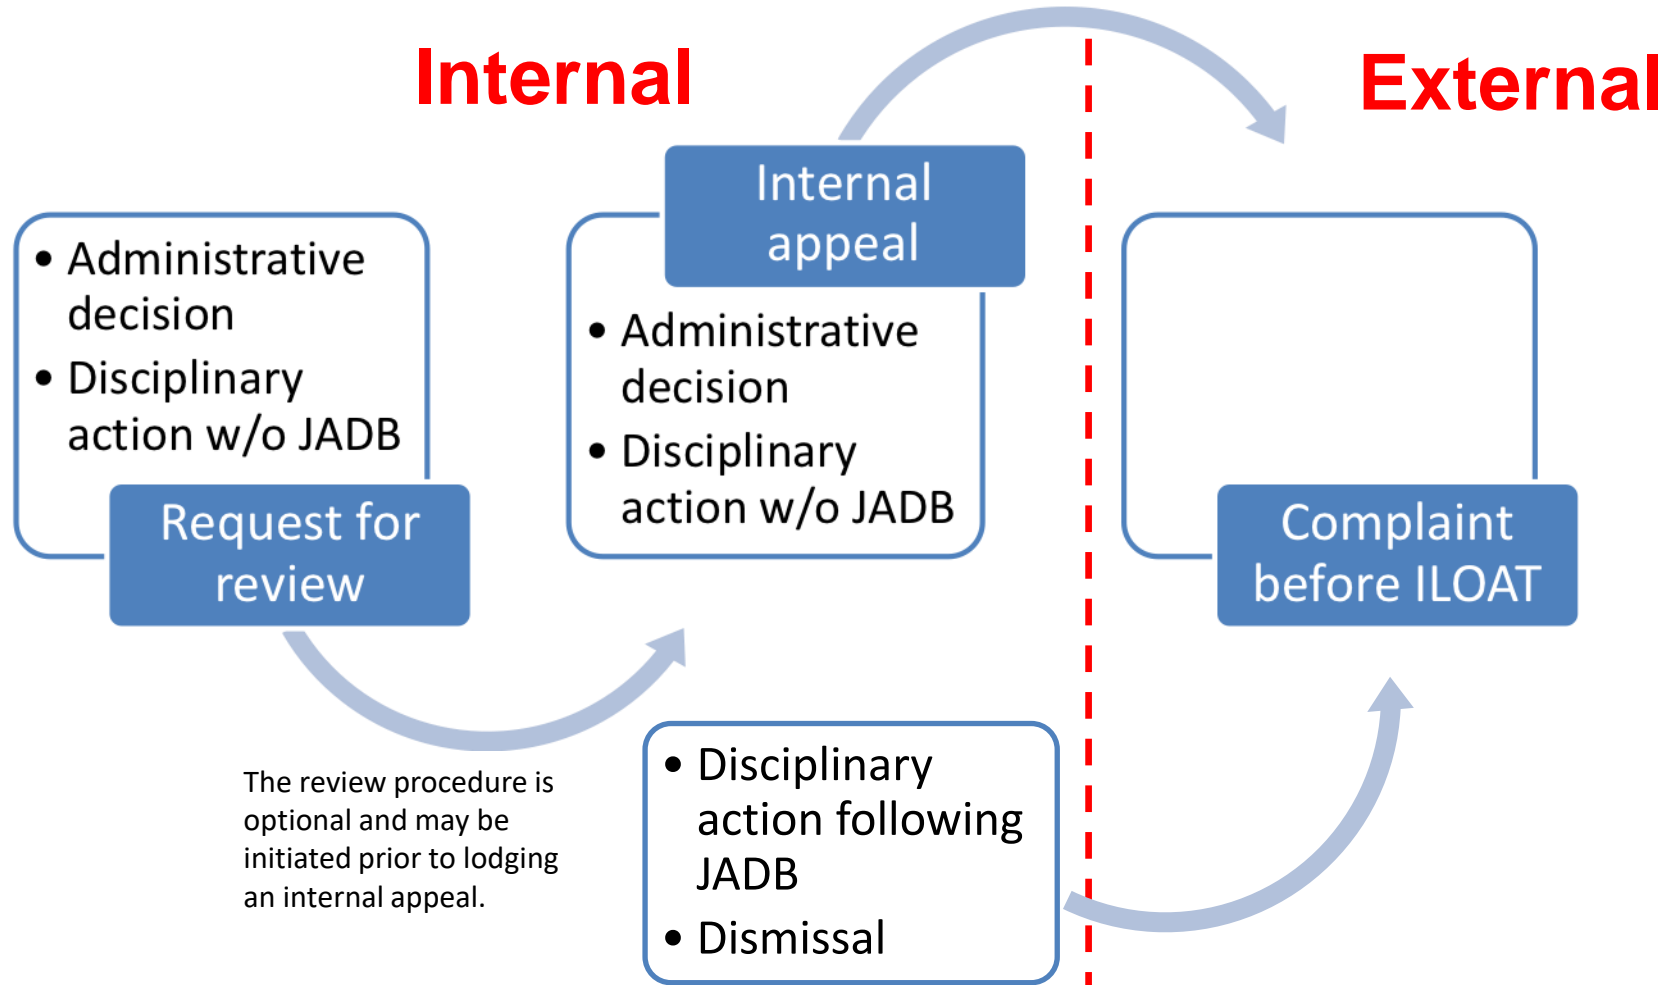 Internal
External
• Administrative
decision
• Disciplinary
action w/o JADB
Request for
review
Internal
appeal
• Administrative
decision
• Disciplinary
action w/o JADB
Complaint
before ILOAT
The review procedure is
optional and may be
initiated prior to lodging
an internal appeal.
• Disciplinary
action following
JADB
• Dismissal